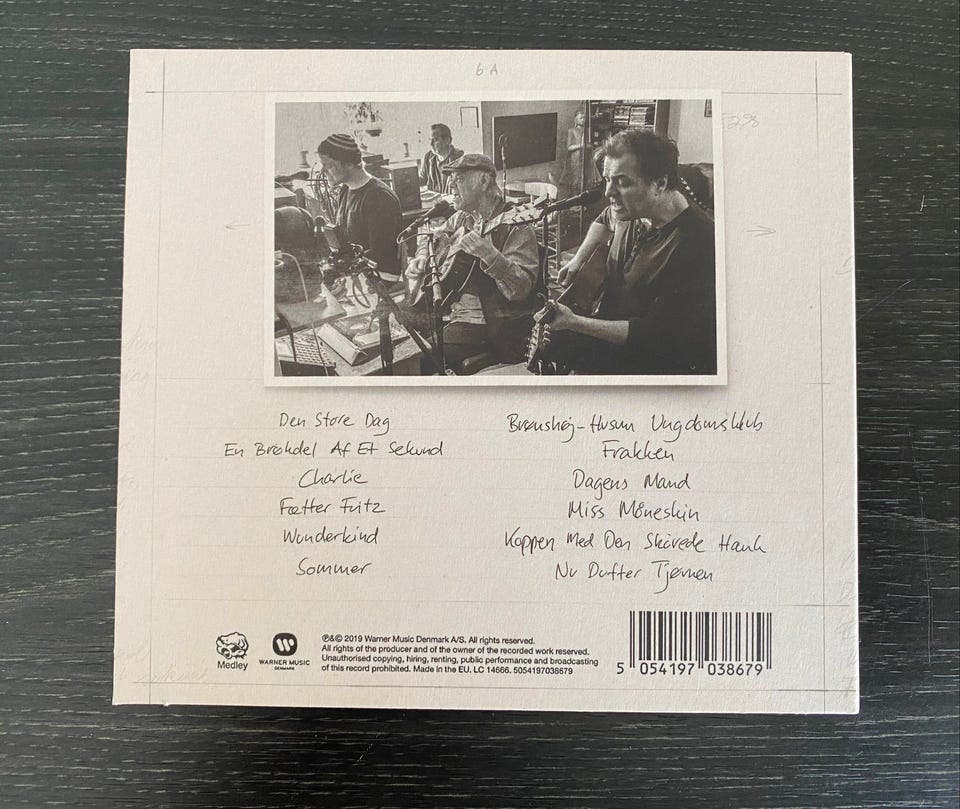 6A
Den Store Dag
En Brøkdel Af Et Sekund
Charlie
Fætter Fritz
Wunderkind
Sommer
Brønshøj-Husum Ungdomsklub
Frakken
Dagens Mand
Miss Måneskin
Koppen Med Den Skårede Hank
Nu Dufter Tjørnen
Medley
WARNER MUSIC
DENMARK
℗&© 2019 Warner Music Denmark A/S. All rights reserved.
All rights of the producer and of the owner of the recorded work reserved.
Unauthorised copying, hiring, renting, public performance and broadcasting
of this record prohibited. Made in the EU. LC 14666. 5054197038679
5 054197 038679